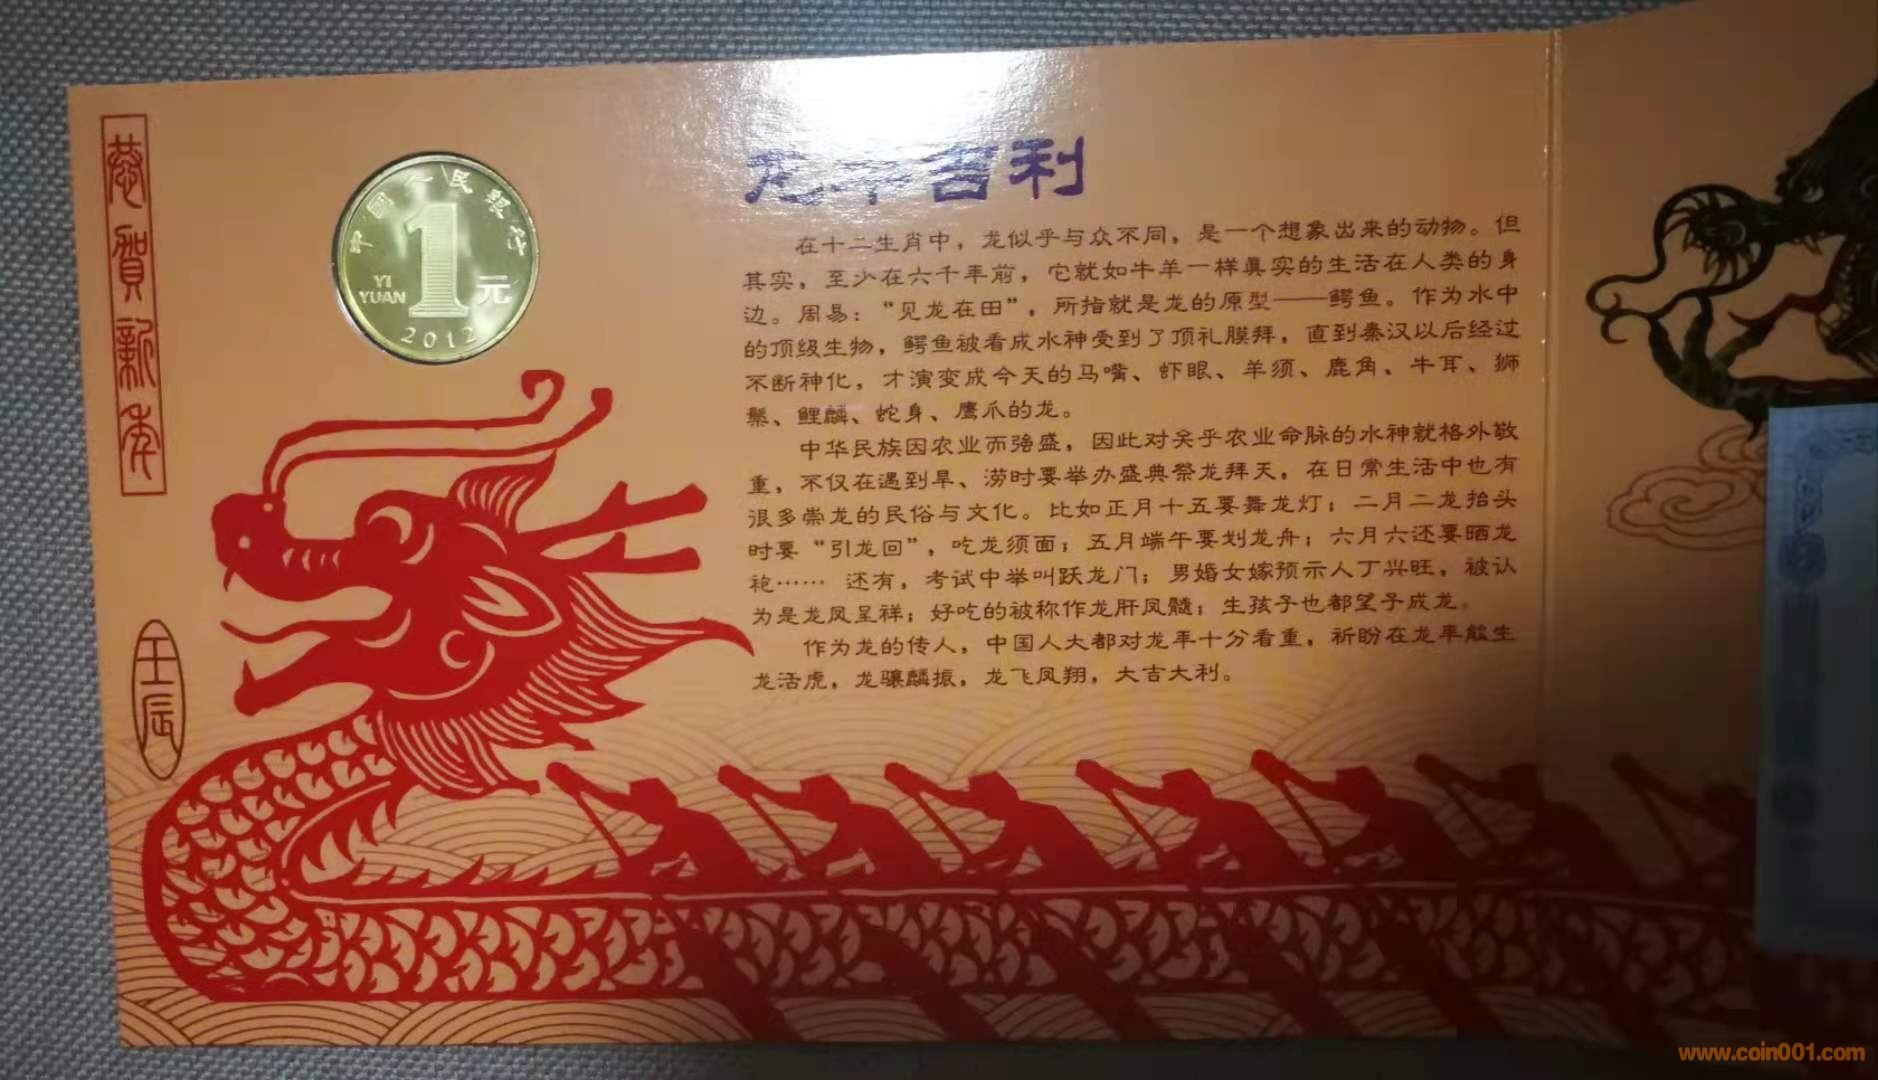 恭贺新年
壬辰
中国人民银行
1
元
YI
YUAN
2012
龙年吉利
在十二生肖中，龙似乎与众不同，是一个想象出来的动物。但
其实，至少在六千年前，它就如牛羊一样真实的生活在人类的身
边。周易：“见龙在田”，所指就是龙的原型——鳄鱼。作为水中
的顶级生物，鳄鱼被看成水神受到了顶礼膜拜，直到秦汉以后经过
不断神化，才演变成今天的马嘴、虾眼、羊须、鹿角、牛耳、狮
鬃、鲤麟、蛇身、鹰爪的龙。
中华民族因农业而强盛，因此对关乎农业命脉的水神就格外敬
重，不仅在遇到旱、涝时要举办盛典祭龙拜天，在日常生活中也有
很多崇龙的民俗与文化。比如正月十五要舞龙灯；二月二龙抬头
时要“引龙回”，吃龙须面；五月端午要划龙舟；六月六还要晒龙
袍…… 还有，考试中举叫跃龙门；男婚女嫁预示人丁兴旺，被认
为是龙凤呈祥；好吃的被称作龙肝凤髓；生孩子也都望子成龙。
作为龙的传人，中国人大都对龙年十分看重，祈盼在龙年能生
龙活虎，龙骧麟振，龙飞凤翔，大吉大利。
www.coin001.com